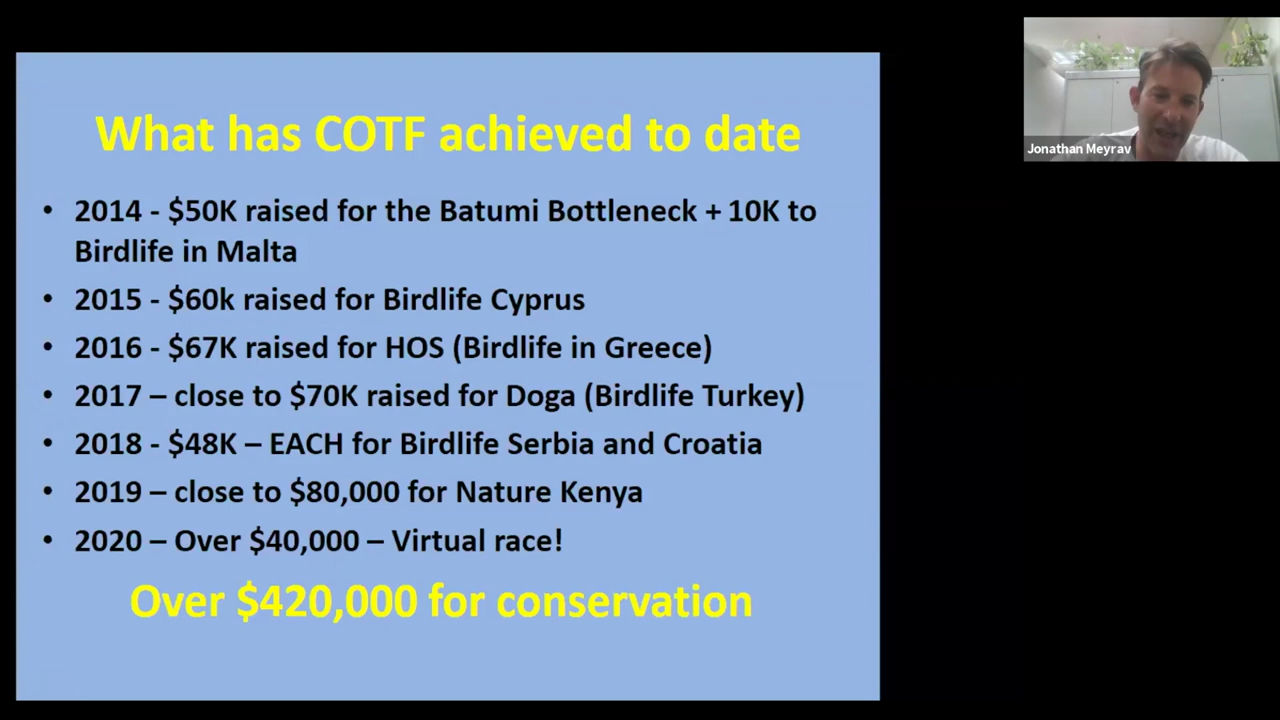 What has COTF achieved to date
• 2014 - $50K raised for the Batumi Bottleneck + 10K to
Birdlife in Malta
• 2015 - $60k raised for Birdlife Cyprus
• 2016 - $67K raised for HOS (Birdlife in Greece)
• 2017 – close to $70K raised for Doga (Birdlife Turkey)
• 2018 - $48K – EACH for Birdlife Serbia and Croatia
• 2019 – close to $80,000 for Nature Kenya
• 2020 – Over $40,000 – Virtual race!
Over $420,000 for conservation
Jonathan Meyrav